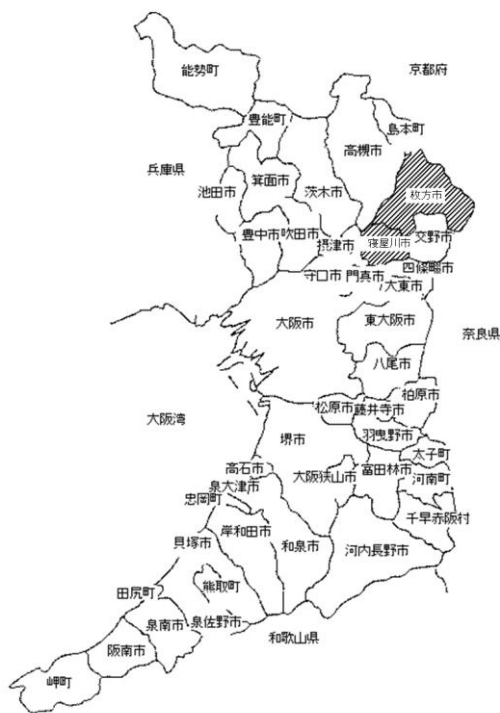 能勢町
京都府
豊能町
島本町
高槻市
兵庫県
箕面市
池田市
茨木市
枚方市
豊中市
吹田市
摂津市
寝屋川市
交野市
守口市
門真市
四條畷市
大東市
大阪市
東大阪市
奈良県
八尾市
柏原市
大阪湾
松原市
藤井寺市
堺市
羽曳野市
太子町
高石市
大阪狭山市
富田林市
河南町
泉大津市
忠岡町
千早赤阪村
岸和田市
貝塚市
和泉市
河内長野市
熊取町
田尻町
泉南市
泉佐野市
和歌山県
阪南市
岬町